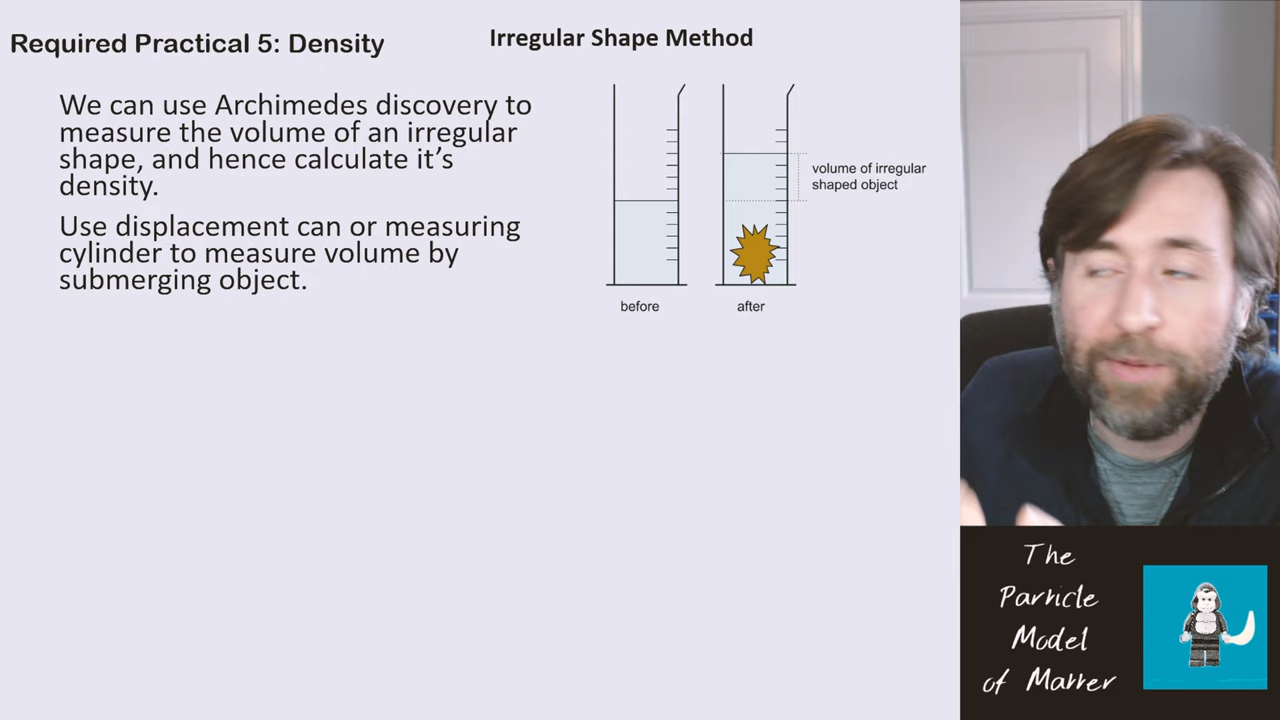 Required Practical 5: Density
Irregular Shape Method
We can use Archimedes discovery to
measure the volume of an irregular
shape, and hence calculate it’s
density.
Use displacement can or measuring
cylinder to measure volume by
submerging object.
volume of irregular
shaped object
before
after
The
Particle
Model
of Matter